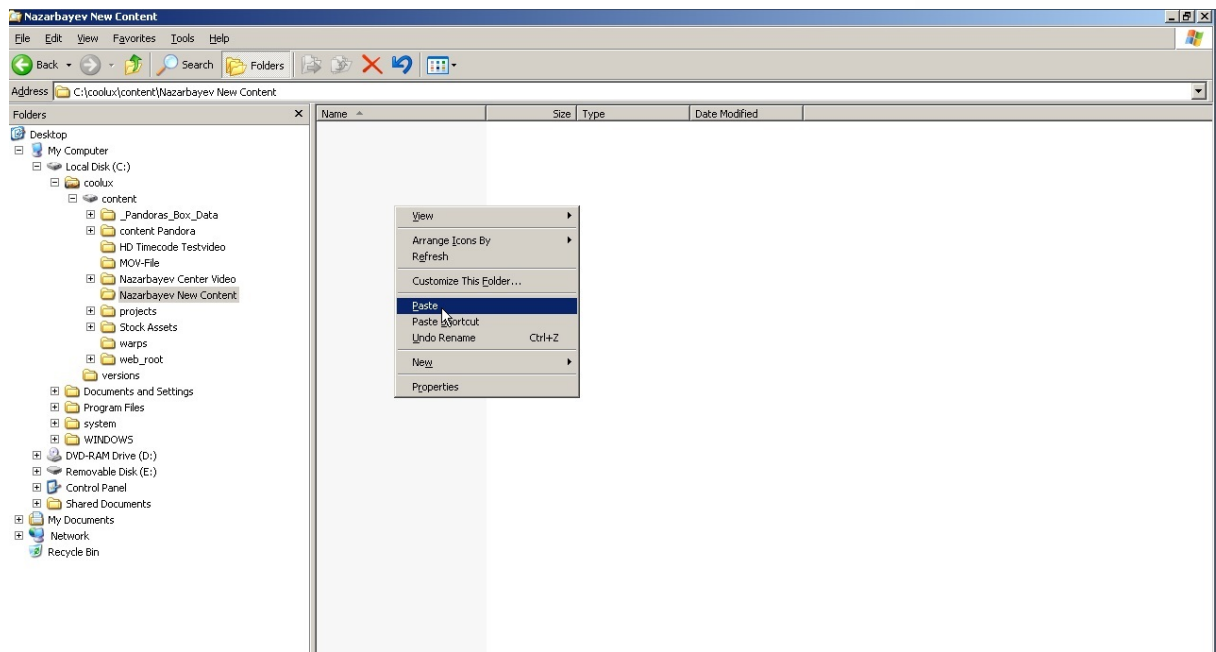 Nazarbayev New Content
File Edit View Favorites Tools Help
Back Search Folders
Address C:\coolux\content\Nazarbayev New Content
Folders
Name Size Type Date Modified
Desktop
My Computer
Local Disk (C:)
coolux
content
_Pandoras_Box_Data
content Pandora
HD Timecode Testvideo
MOV-File
Nazarbayev Center Video
Nazarbayev New Content
projects
Stock Assets
warps
web_root
versions
Documents and Settings
Program Files
system
WINDOWS
DVD-RAM Drive (D:)
Removable Disk (E:)
Control Panel
Shared Documents
My Documents
Network
Recycle Bin
View
Arrange Icons By
Refresh
Customize This Folder...
Paste
Paste Shortcut
Undo Rename Ctrl+Z
New
Properties